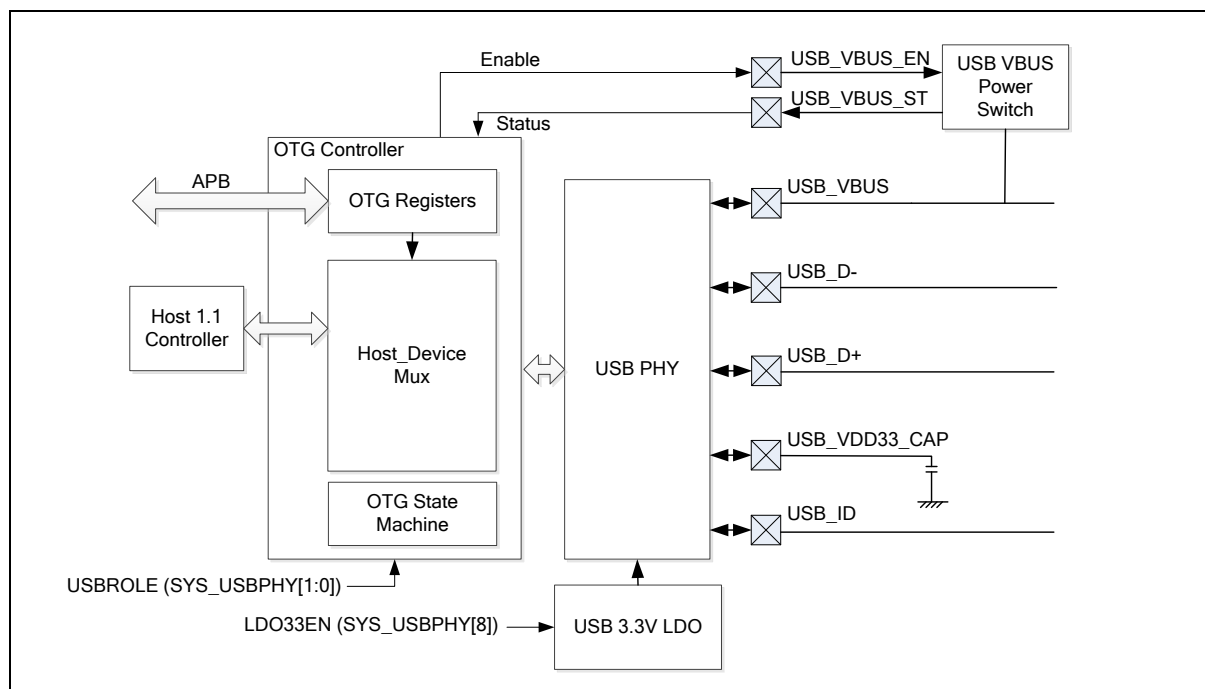 Enable
USB_VBUS_EN
USB VBUS
Power
Switch
USB_VBUS_ST
Status
OTG Controller
APB
OTG Registers
USB_VBUS
Host 1.1
Controller
Host_Device
Mux
USB PHY
USB_D-
USB_D+
USB_VDD33_CAP
OTG State
Machine
USB_ID
USBROLE (SYS_USBPHY[1:0])
LDO33EN (SYS_USBPHY[8])
USB 3.3V LDO